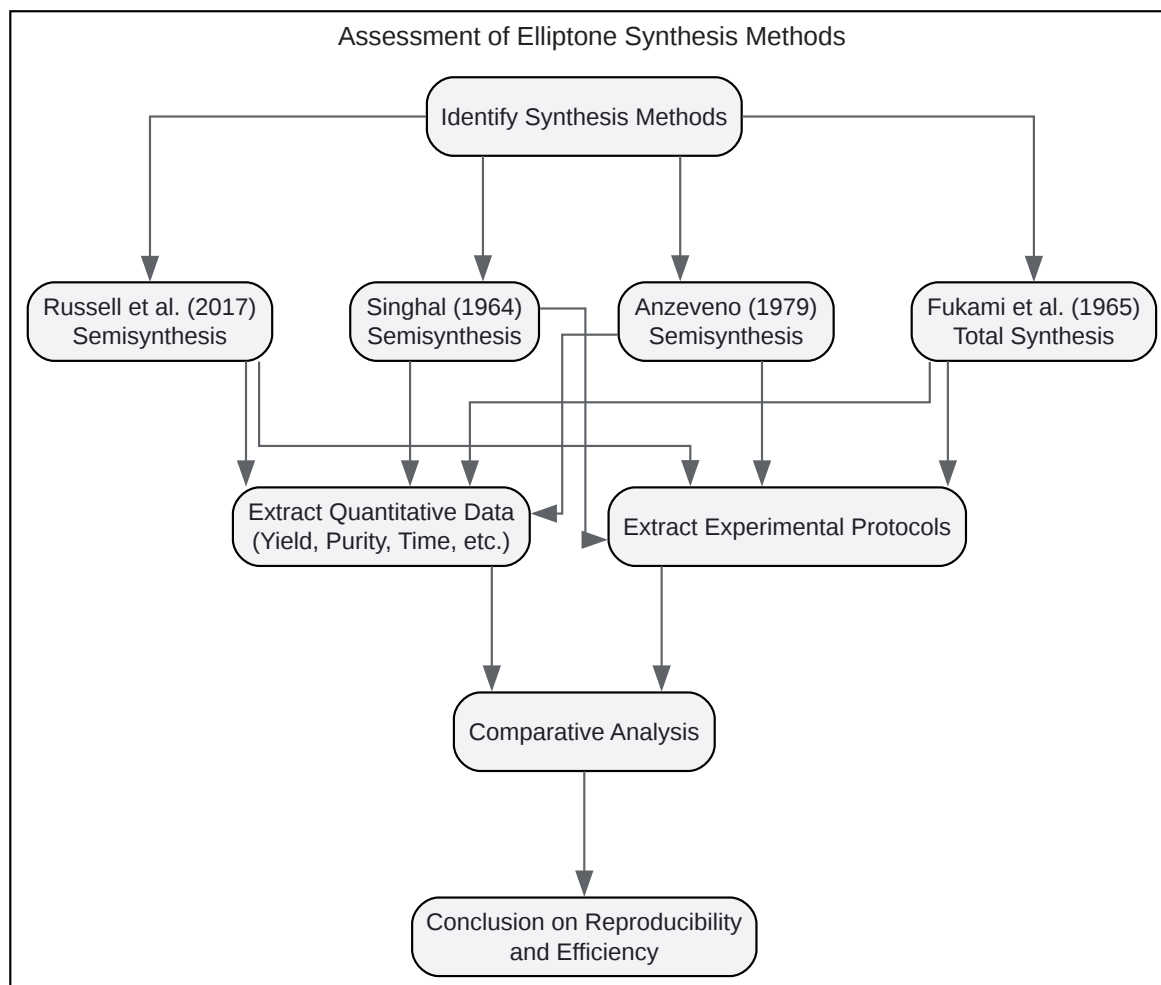 Assessment of Elliptone Synthesis Methods
Identify Synthesis Methods
Russell et al. (2017)
Semisynthesis
Singhal (1964)
Semisynthesis
Anzeveno (1979)
Semisynthesis
Fukami et al. (1965)
Total Synthesis
Extract Quantitative Data
(Yield, Purity, Time, etc.)
Extract Experimental Protocols
Comparative Analysis
Conclusion on Reproducibility
and Efficiency